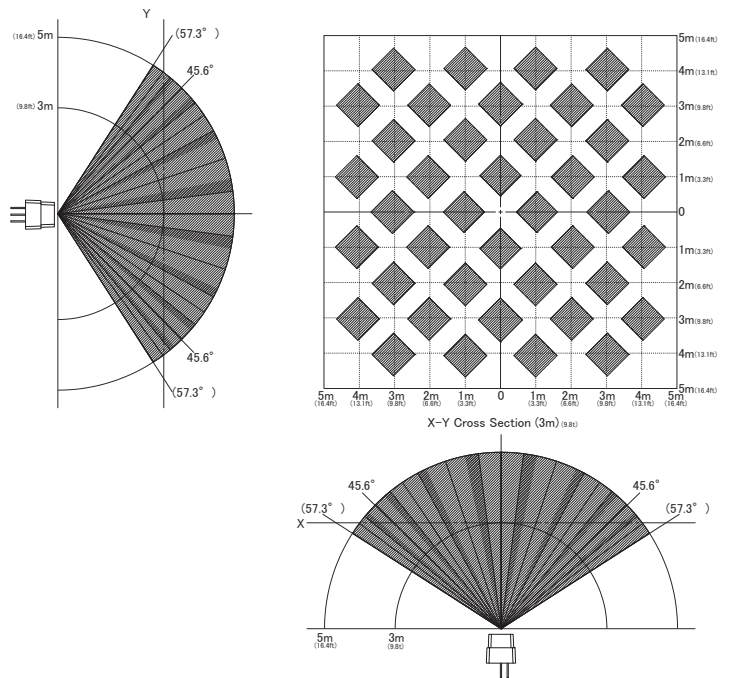 Y
(57.3° )
45.6°
(16.4ft) 5m
(9.8ft) 3m
45.6°
(57.3° )
5m(16.4ft)
4m(13.1ft)
3m(9.8ft)
2m(6.6ft)
1m(3.3ft)
0
1m(3.3ft)
2m(6.6ft)
3m(9.8ft)
4m(13.1ft)
5m(16.4ft)
5m 4m 3m 2m 1m 0 1m 2m 3m 4m 5m
(16.4ft) (13.1ft) (9.8ft) (6.6ft) (3.3ft) (3.3ft) (6.6ft) (9.8ft) (13.1ft) (16.4ft)
X-Y Cross Section (3m) (9.8t)
45.6° 45.6°
(57.3° ) (57.3° )
X
5m 3m
(16.4ft) (9.8t)